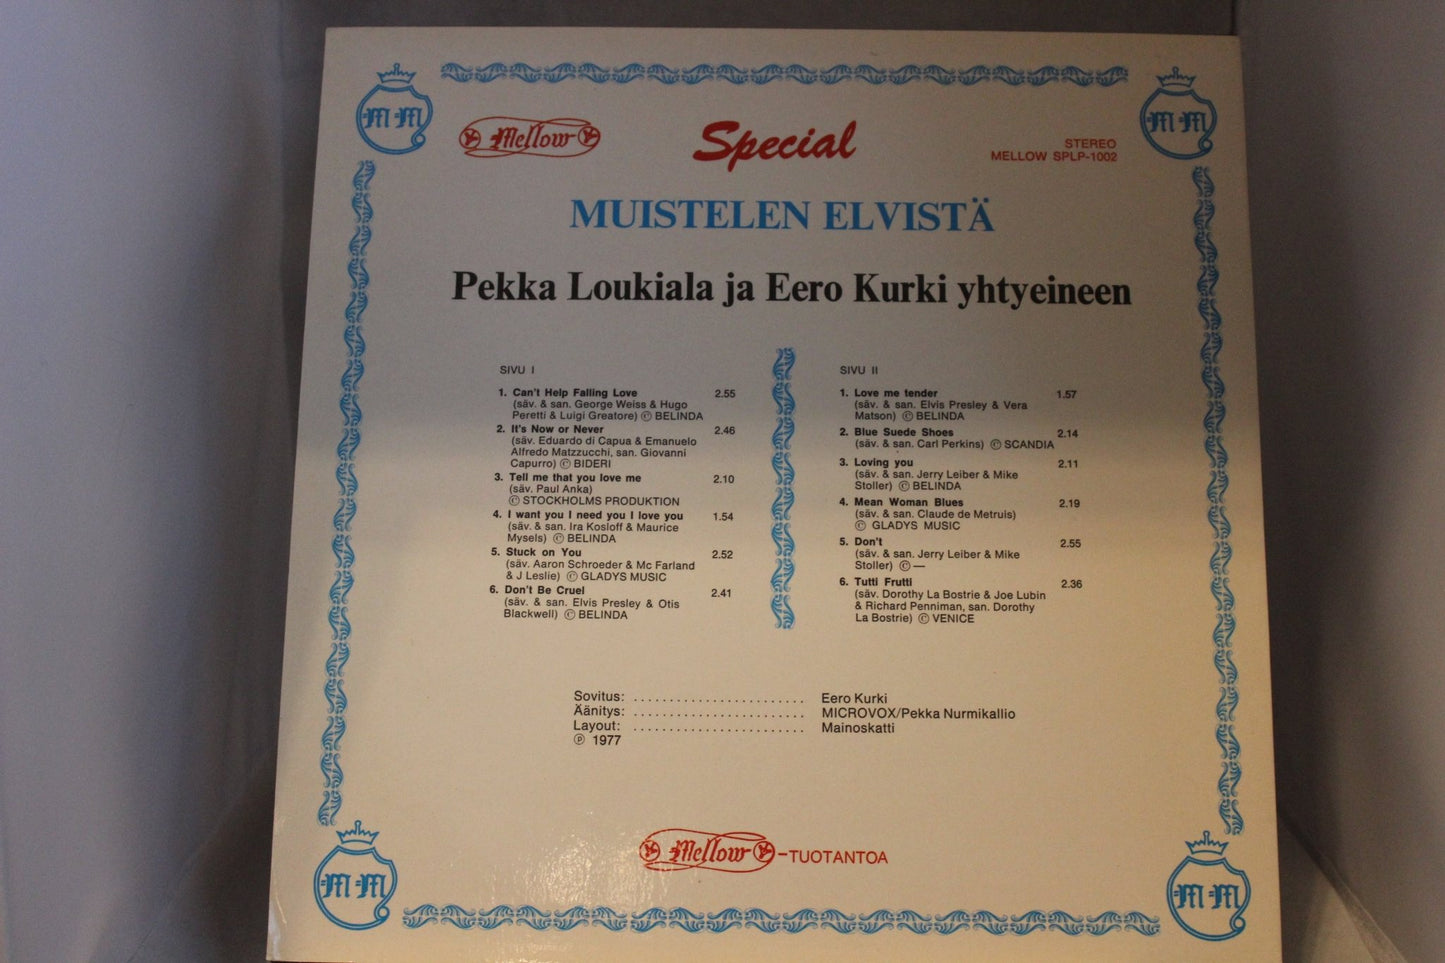 M M
M M
Mellow
Special
STEREO
MELLOW SPLP-1002
MUISTELEN ELVISTÄ
Pekka Loukiala ja Eero Kurki yhtyeineen
SIVU I
1. Can't Help Falling Love 2.55
(säv. & san. George Weiss & Hugo
Peretti & Luigi Greatore) © BELINDA
2. It's Now or Never 2.46
(säv. Eduardo di Capua & Emanuelo
Alfredo Matzzucchi, san. Giovanni
Capurro) © BIDERI
3. Tell me that you love me 2.10
(säv. Paul Anka)
© STOCKHOLMS PRODUKTION
4. I want you I need you I love you 1.54
(säv. & san. Ira Kosloff & Maurice
Mysels) © BELINDA
5. Stuck on You 2.52
(säv. Aaron Schroeder & Mc Farland
& J Leslie) © GLADYS MUSIC
6. Don't Be Cruel 2.41
(säv. & san. Elvis Presley & Otis
Blackwell) © BELINDA
SIVU II
1. Love me tender 1.57
(säv. & san. Elvis Presley & Vera
Matson) © BELINDA
2. Blue Suede Shoes 2.14
(säv. & san. Carl Perkins) © SCANDIA
3. Loving you 2.11
(säv. & san. Jerry Leiber & Mike
Stoller) © BELINDA
4. Mean Woman Blues 2.19
(säv. & san. Claude de Metruis)
© GLADYS MUSIC
5. Don't 2.55
(säv. & san. Jerry Leiber & Mike
Stoller) © —
6. Tutti Frutti 2.36
(säv. Dorothy La Bostrie & Joe Lubin
& Richard Penniman, san. Dorothy
La Bostrie) © VENICE
Sovitus: ........................ Eero Kurki
Äänitys: ........................ MICROVOX/Pekka Nurmikallio
Layout: ........................ Mainoskatti
℗ 1977
Mellow-TUOTANTOA
M M
M M